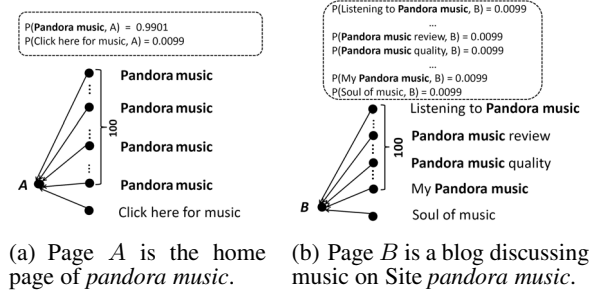 P(Pandora music, A) = 0.9901
P(Click here for music, A) = 0.0099
Pandora music
Pandora music
Pandora music
Pandora music
Click here for music
100
A
(a) Page A is the home
page of pandora music.
P(Listening to Pandora music, B) = 0.0099
...
P(Pandora music review, B) = 0.0099
P(Pandora music quality, B) = 0.0099
...
P(My Pandora music, B) = 0.0099
P(Soul of music, B) = 0.0099
Listening to Pandora music
Pandora music review
Pandora music quality
My Pandora music
Soul of music
100
B
(b) Page B is a blog discussing
music on Site pandora music.